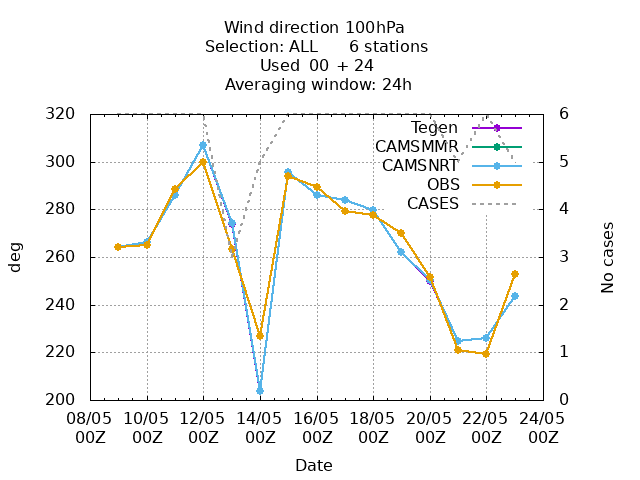 Wind direction 100hPa
Selection: ALL 6 stations
Used 00 + 24
Averaging window: 24h
320
300
280
260
240
220
200
deg
6
5
4
3
2
1
0
No cases
Tegen
CAMSMMR
CAMSNRT
OBS
CASES
08/05 10/05 12/05 14/05 16/05 18/05 20/05 22/05 24/05
00Z 00Z 00Z 00Z 00Z 00Z 00Z 00Z 00Z
Date